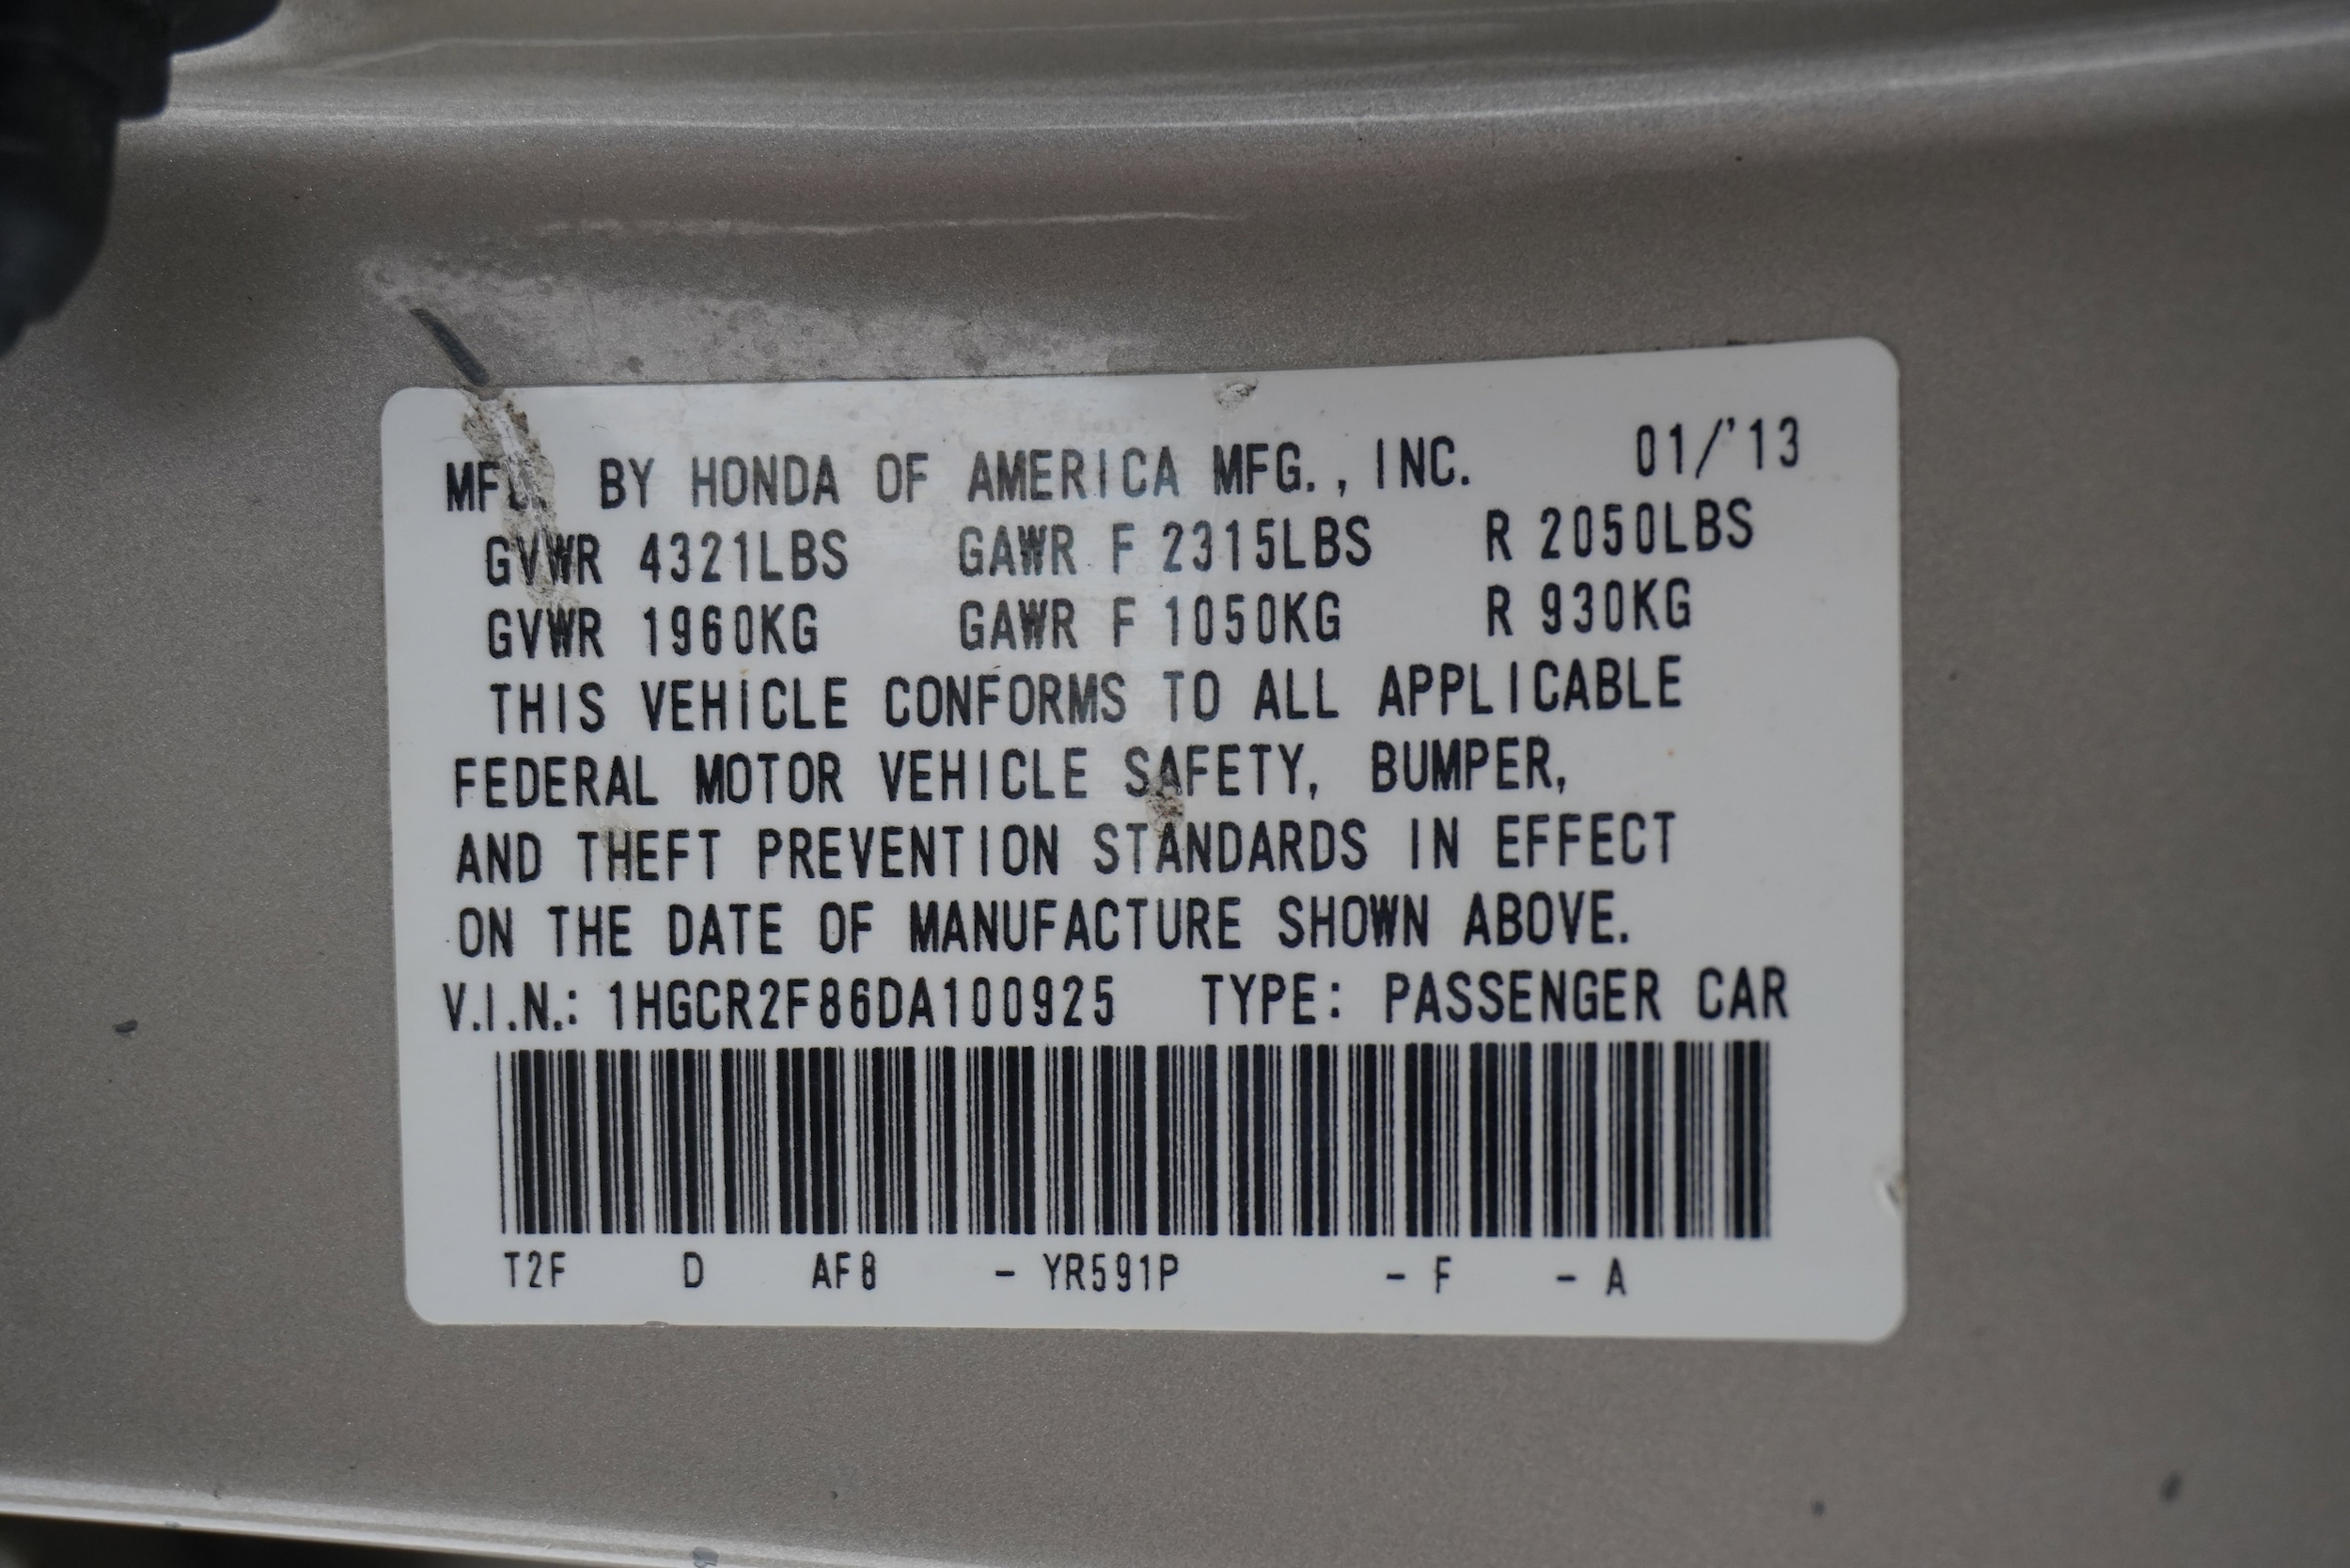 MFD. BY HONDA OF AMERICA MFG., INC. 01/'13
GVWR 4321LBS GAWR F 2315LBS R 2050LBS
GVWR 1960KG GAWR F 1050KG R 930KG
THIS VEHICLE CONFORMS TO ALL APPLICABLE
FEDERAL MOTOR VEHICLE SAFETY, BUMPER,
AND THEFT PREVENTION STANDARDS IN EFFECT
ON THE DATE OF MANUFACTURE SHOWN ABOVE.
V.I.N.: 1HGCR2F86DA100925 TYPE: PASSENGER CAR
T2F D AF8 - YR591P - F - A